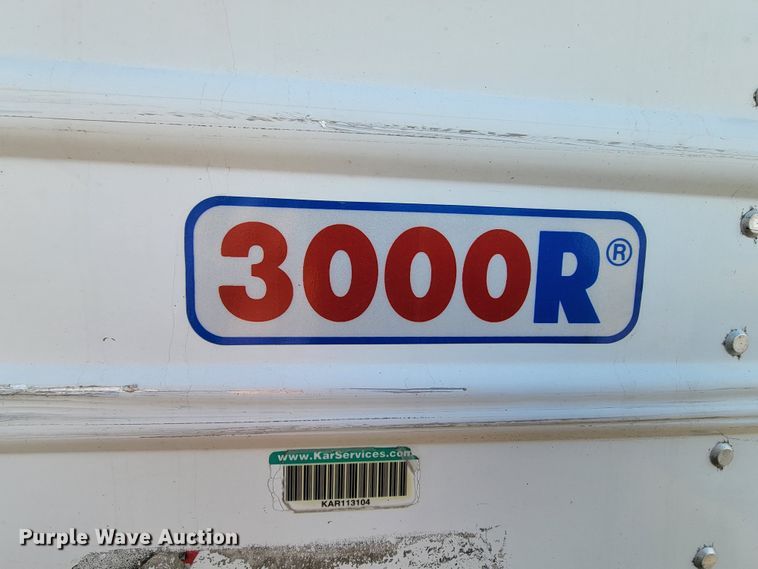 3000R®
www.KarServices.com
KAR113104
Purple Wave Auction